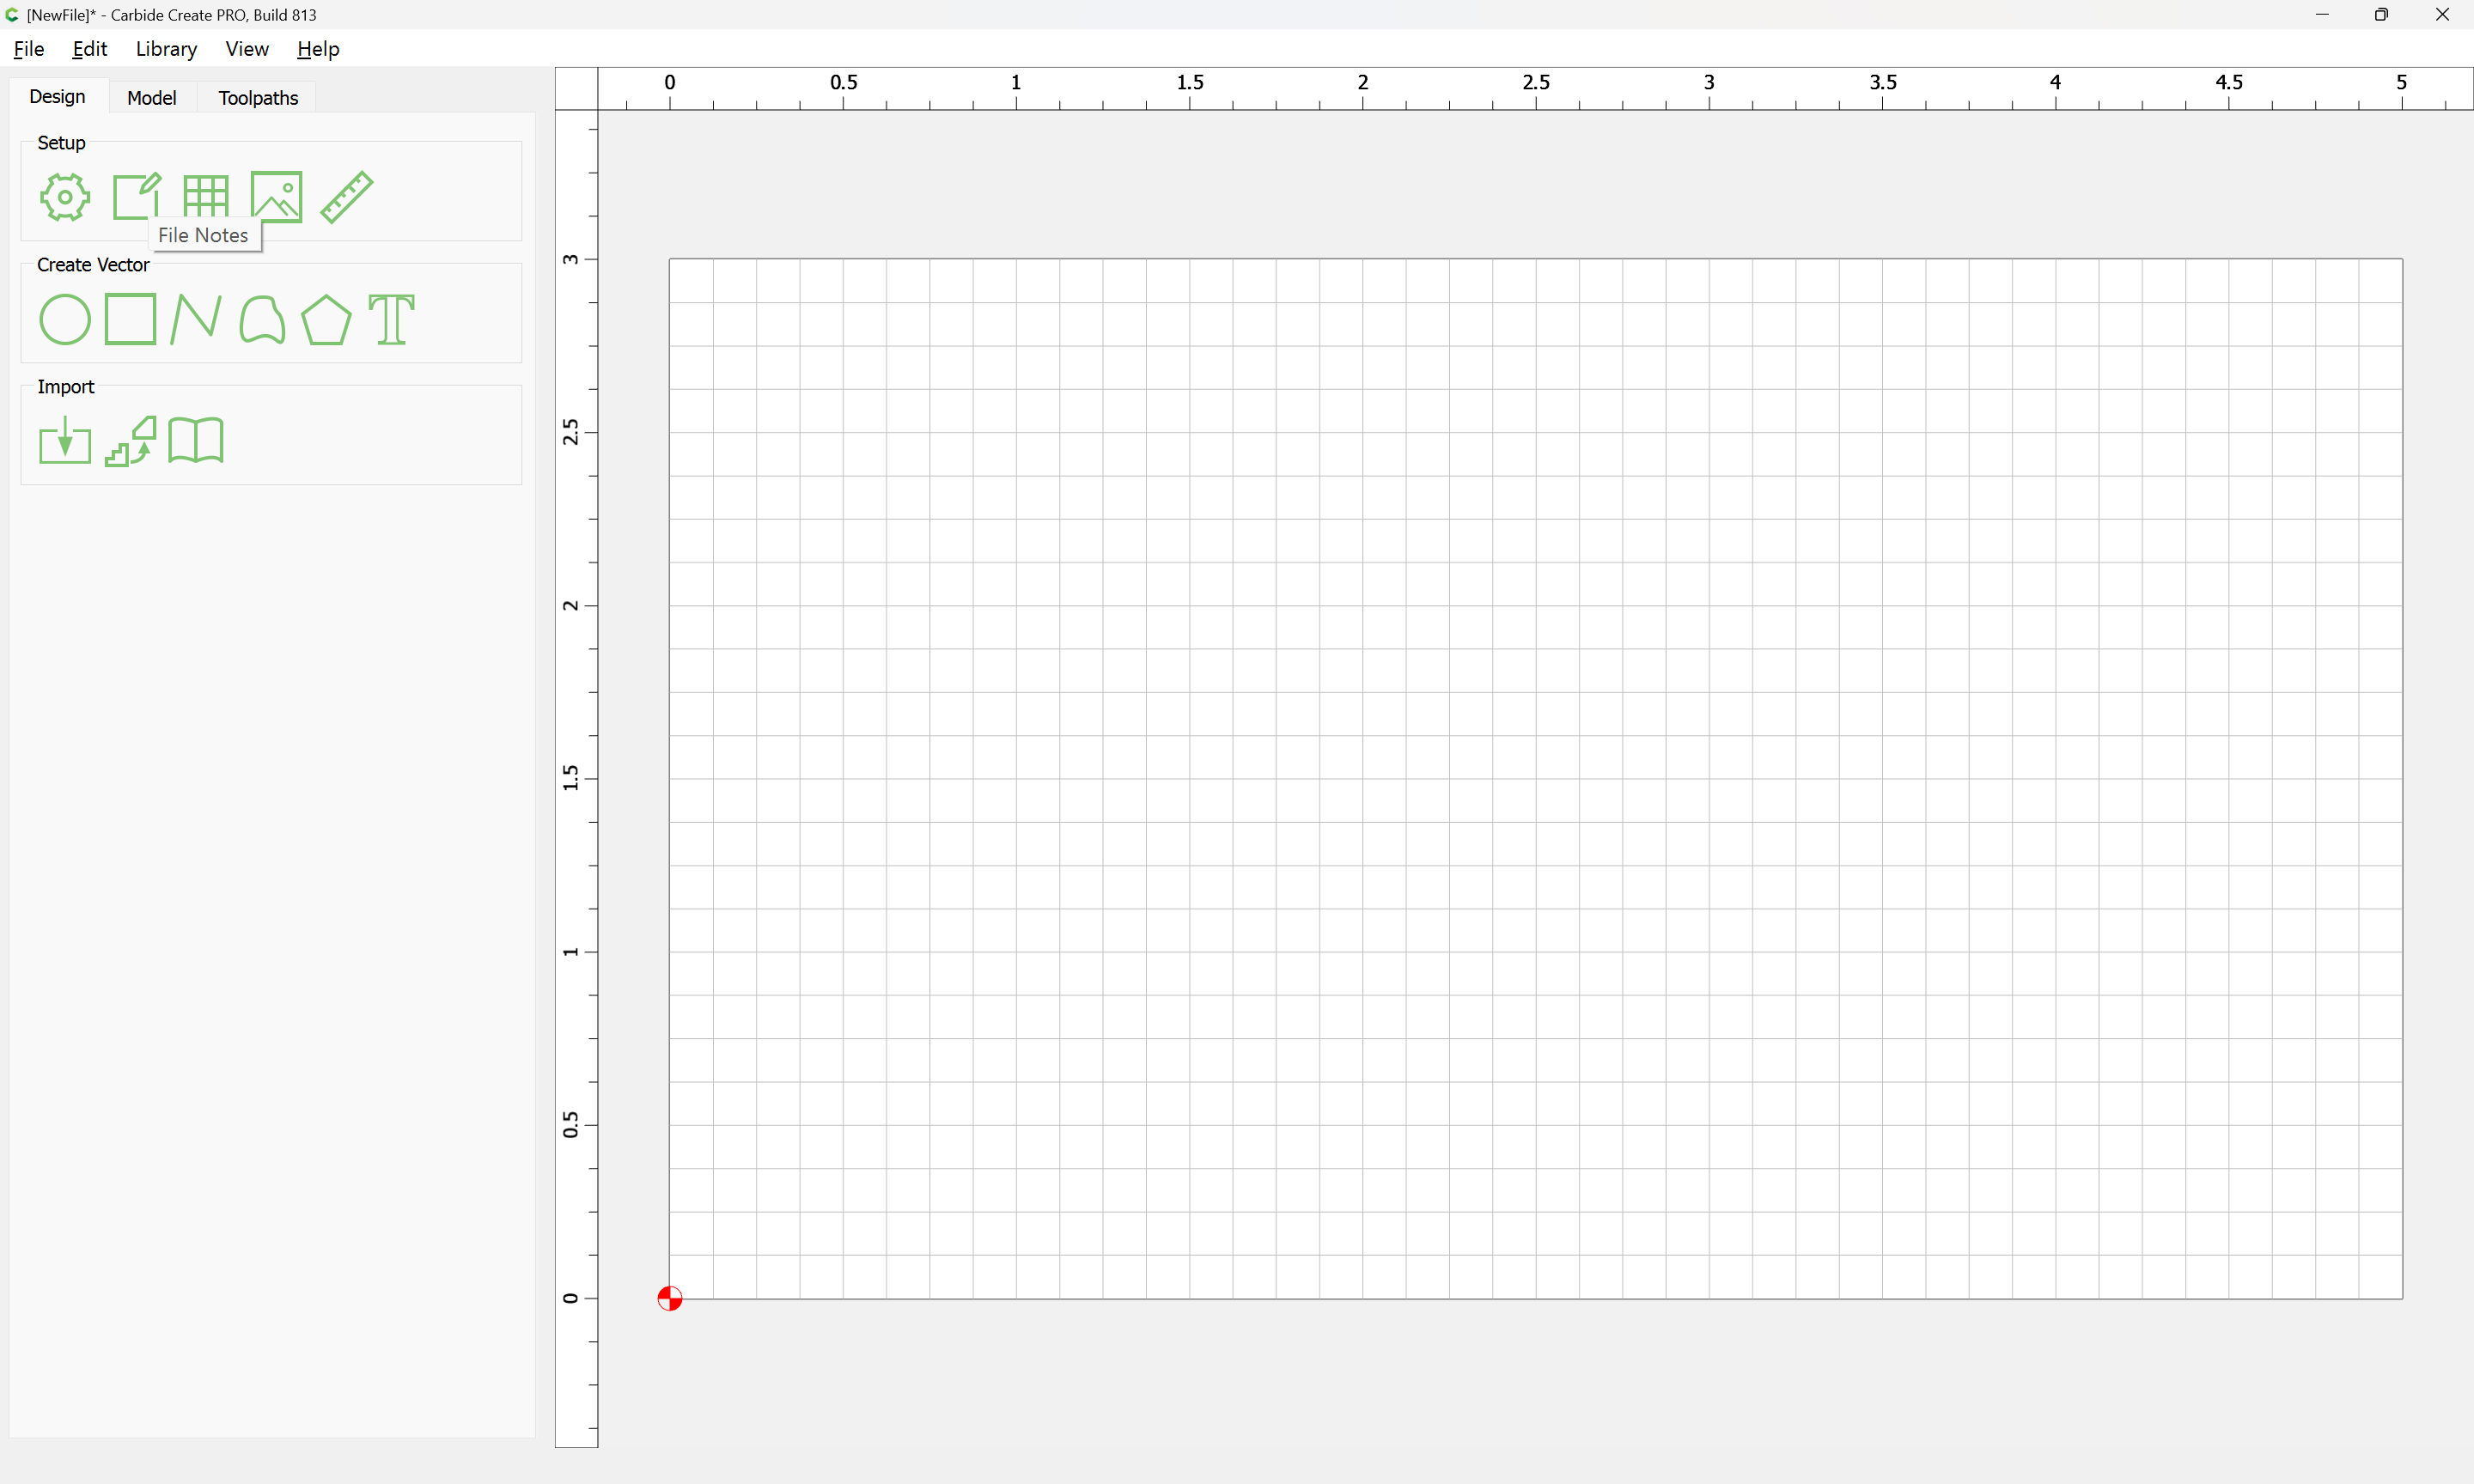 [NewFile]* - Carbide Create PRO, Build 813
File Edit Library View Help
Design Model Toolpaths
Setup
File Notes
Create Vector
Import
0 0.5 1 1.5 2 2.5 3 3.5 4 4.5 5
3
2.5
2
1.5
1
0.5
0